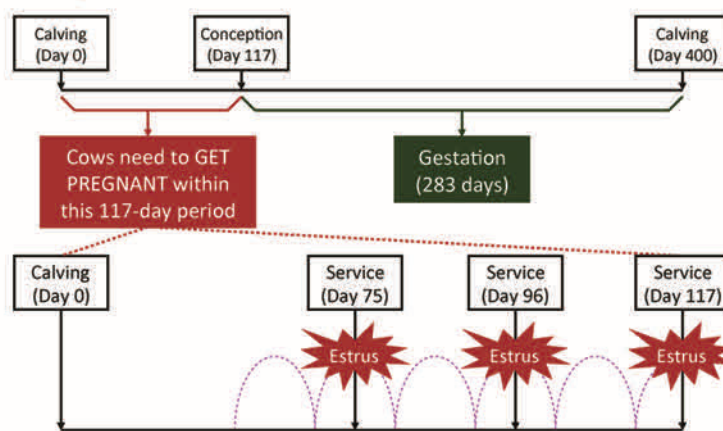 Calving
(Day 0)
Conception
(Day 117)
Calving
(Day 400)
Cows need to GET
PREGNANT within
this 117-day period
Gestation
(283 days)
Calving
(Day 0)
Service
(Day 75)
Service
(Day 96)
Service
(Day 117)
Estrus
Estrus
Estrus